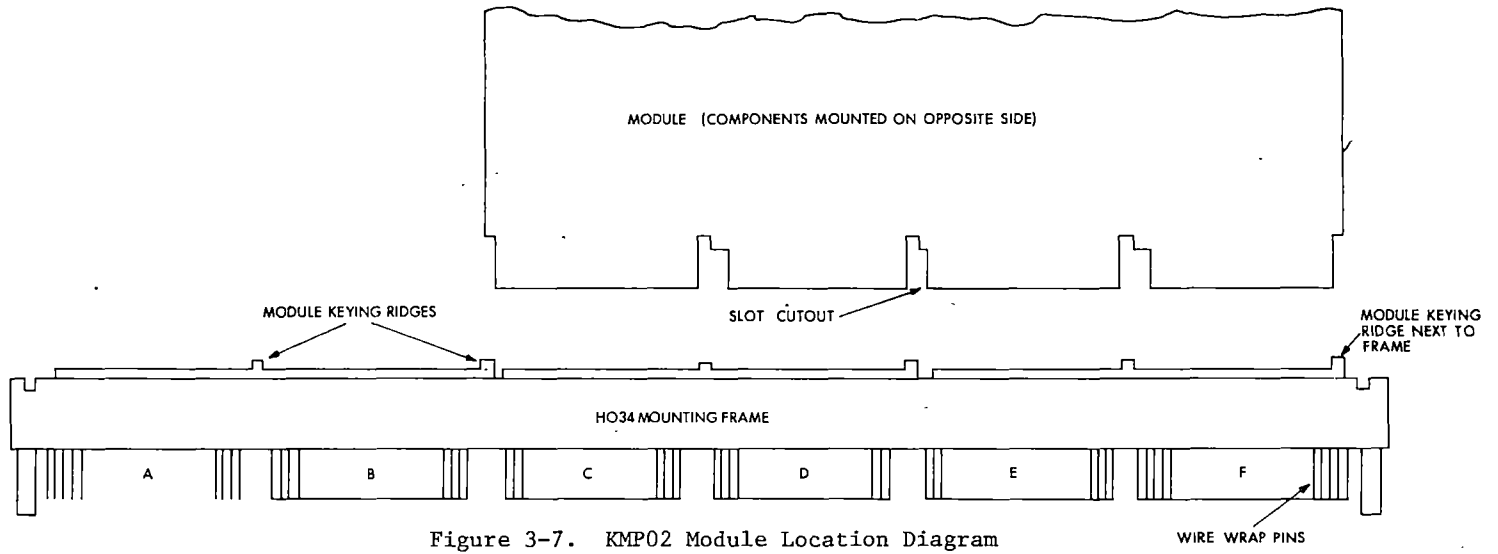 MODULE (COMPONENTS MOUNTED ON OPPOSITE SIDE)
SLOT CUTOUT
MODULE KEYING RIDGES
MODULE KEYING
RIDGE NEXT TO
FRAME
HO34 MOUNTING FRAME
A
B
C
D
E
F
WIRE WRAP PINS
Figure 3-7. KMP02 Module Location Diagram